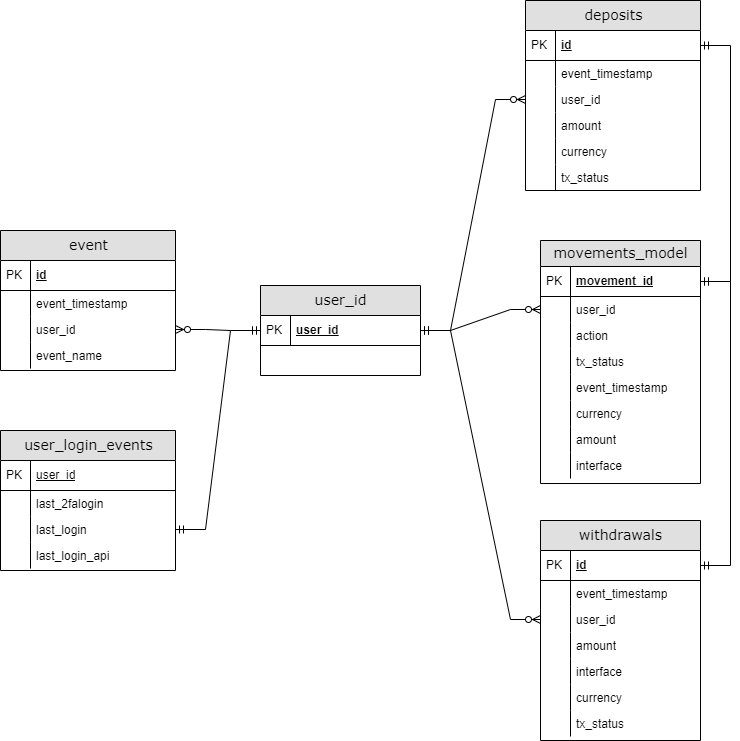 deposits
PK id
event_timestamp
user_id
amount
currency
tx_status
event
PK id
event_timestamp
user_id
event_name
user_id
PK user_id
movements_model
PK movement_id
user_id
action
tx_status
event_timestamp
currency
amount
interface
user_login_events
PK user_id
last_2falogin
last_login
last_login_api
withdrawals
PK id
event_timestamp
user_id
amount
interface
currency
tx_status